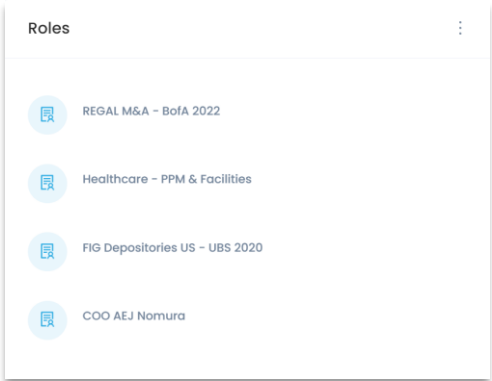 Roles
REGAL M&A - BofA 2022
Healthcare - PPM & Facilities
FIG Depositories US - UBS 2020
COO AEJ Nomura